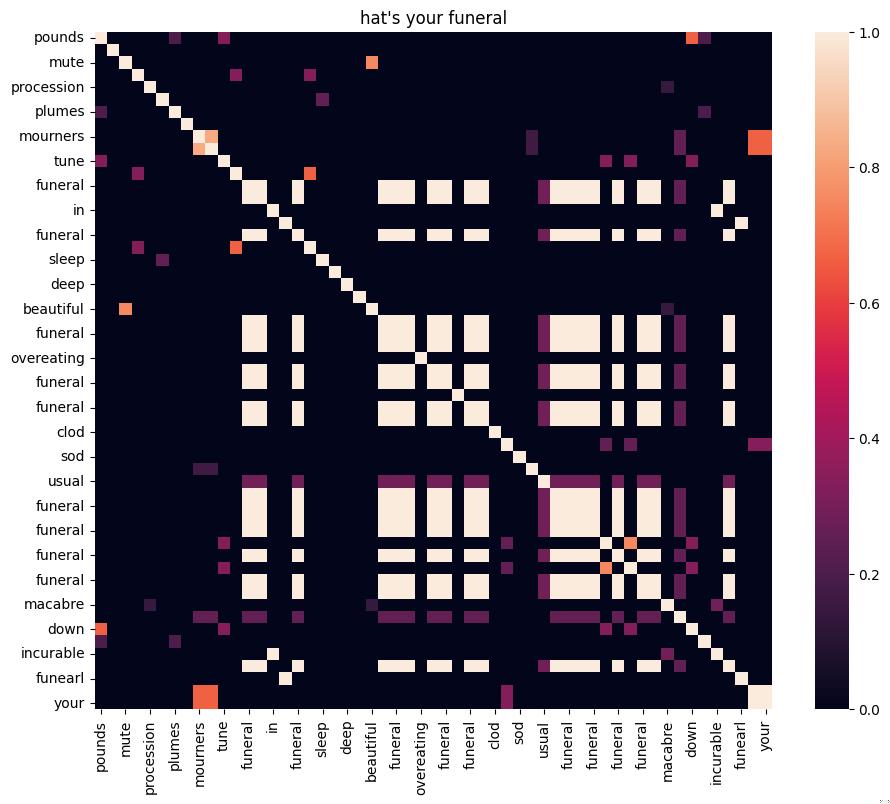 hat's your funeral
pounds
mute
procession
plumes
mourners
tune
funeral
in
funeral
sleep
deep
beautiful
funeral
overeating
funeral
funeral
clod
sod
usual
funeral
funeral
funeral
funeral
macabre
down
incurable
funearl
your
1.0
0.8
0.6
0.4
0.2
0.0
pounds
mute
procession
plumes
mourners
tune
funeral
in
funeral
sleep
deep
beautiful
funeral
overeating
funeral
funeral
clod
sod
usual
funeral
funeral
funeral
funeral
macabre
down
incurable
funearl
your